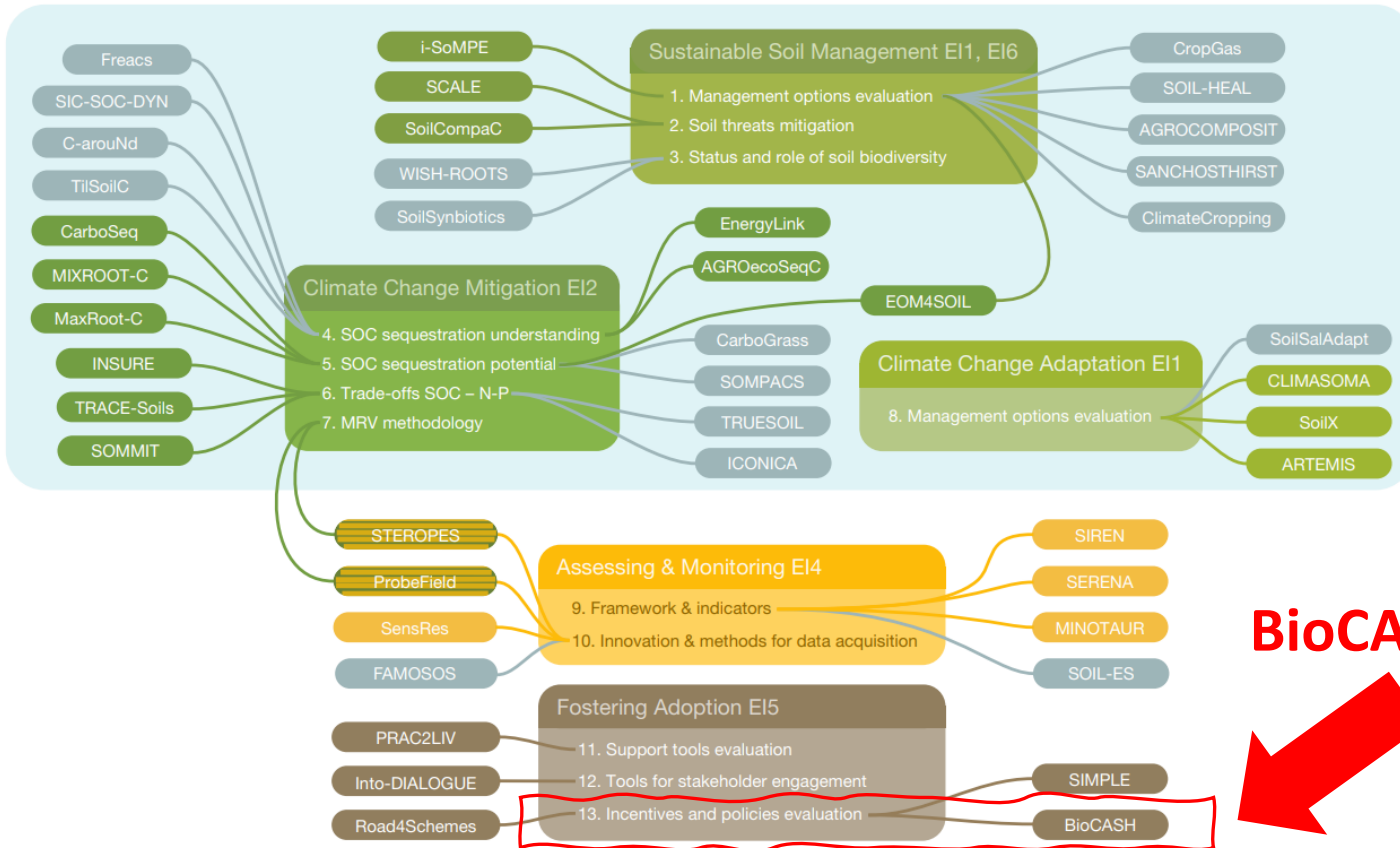 Freacs
SIC-SOC-DYN
C-arouNd
TilSoilC
CarboSeq
MIXROOT-C
MaxRoot-C
INSURE
TRACE-Soils
SOMMIT
i-SoMPE
SCALE
SoilCompaC
WISH-ROOTS
SoilSynbiotics
Sustainable Soil Management EI1, EI6
1. Management options evaluation
2. Soil threats mitigation
3. Status and role of soil biodiversity
CropGas
SOIL-HEAL
AGROCOMPOSIT
SANCHOSTHIRST
ClimateCropping
EnergyLink
AGROecoSeqC
EOM4SOIL
Climate Change Mitigation EI2
4. SOC sequestration understanding
5. SOC sequestration potential
6. Trade-offs SOC – N-P
7. MRV methodology
CarboGrass
SOMPACS
TRUESOIL
ICONICA
Climate Change Adaptation EI1
8. Management options evaluation
SoilSalAdapt
CLIMASOMA
SoilX
ARTEMIS
STEROPES
ProbeField
SensRes
FAMOSOS
Assessing & Monitoring EI4
9. Framework & indicators
10. Innovation & methods for data acquisition
SIREN
SERENA
MINOTAUR
SOIL-ES
BioCA
PRAC2LIV
Into-DIALOGUE
Road4Schemes
Fostering Adoption EI5
11. Support tools evaluation
12. Tools for stakeholder engagement
13. Incentives and policies evaluation
SIMPLE
BioCASH